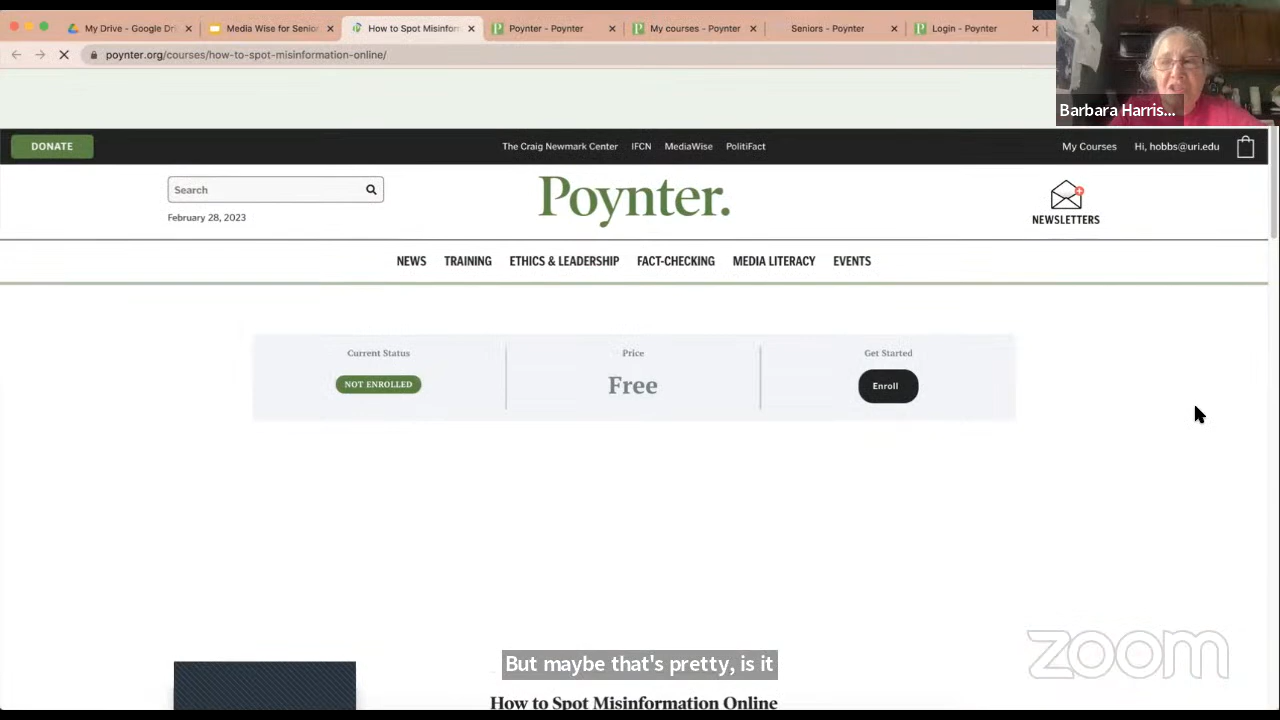 My Drive - Google Dri
Media Wise for Senior
How to Spot Misinform
Poynter - Poynter
My courses - Poynter
Seniors - Poynter
Login - Poynter
poynter.org/courses/how-to-spot-misinformation-online/
Barbara Harris...
DONATE
The Craig Newmark Center IFCN MediaWise PolitiFact
My Courses Hi, hobbs@uri.edu
Search
February 28, 2023
Poynter.
NEWSLETTERS
NEWS TRAINING ETHICS & LEADERSHIP FACT-CHECKING MEDIA LITERACY EVENTS
Current Status
NOT ENROLLED
Price
Free
Get Started
Enroll
But maybe that's pretty, is it
zoom
How to Spot Misinformation Online